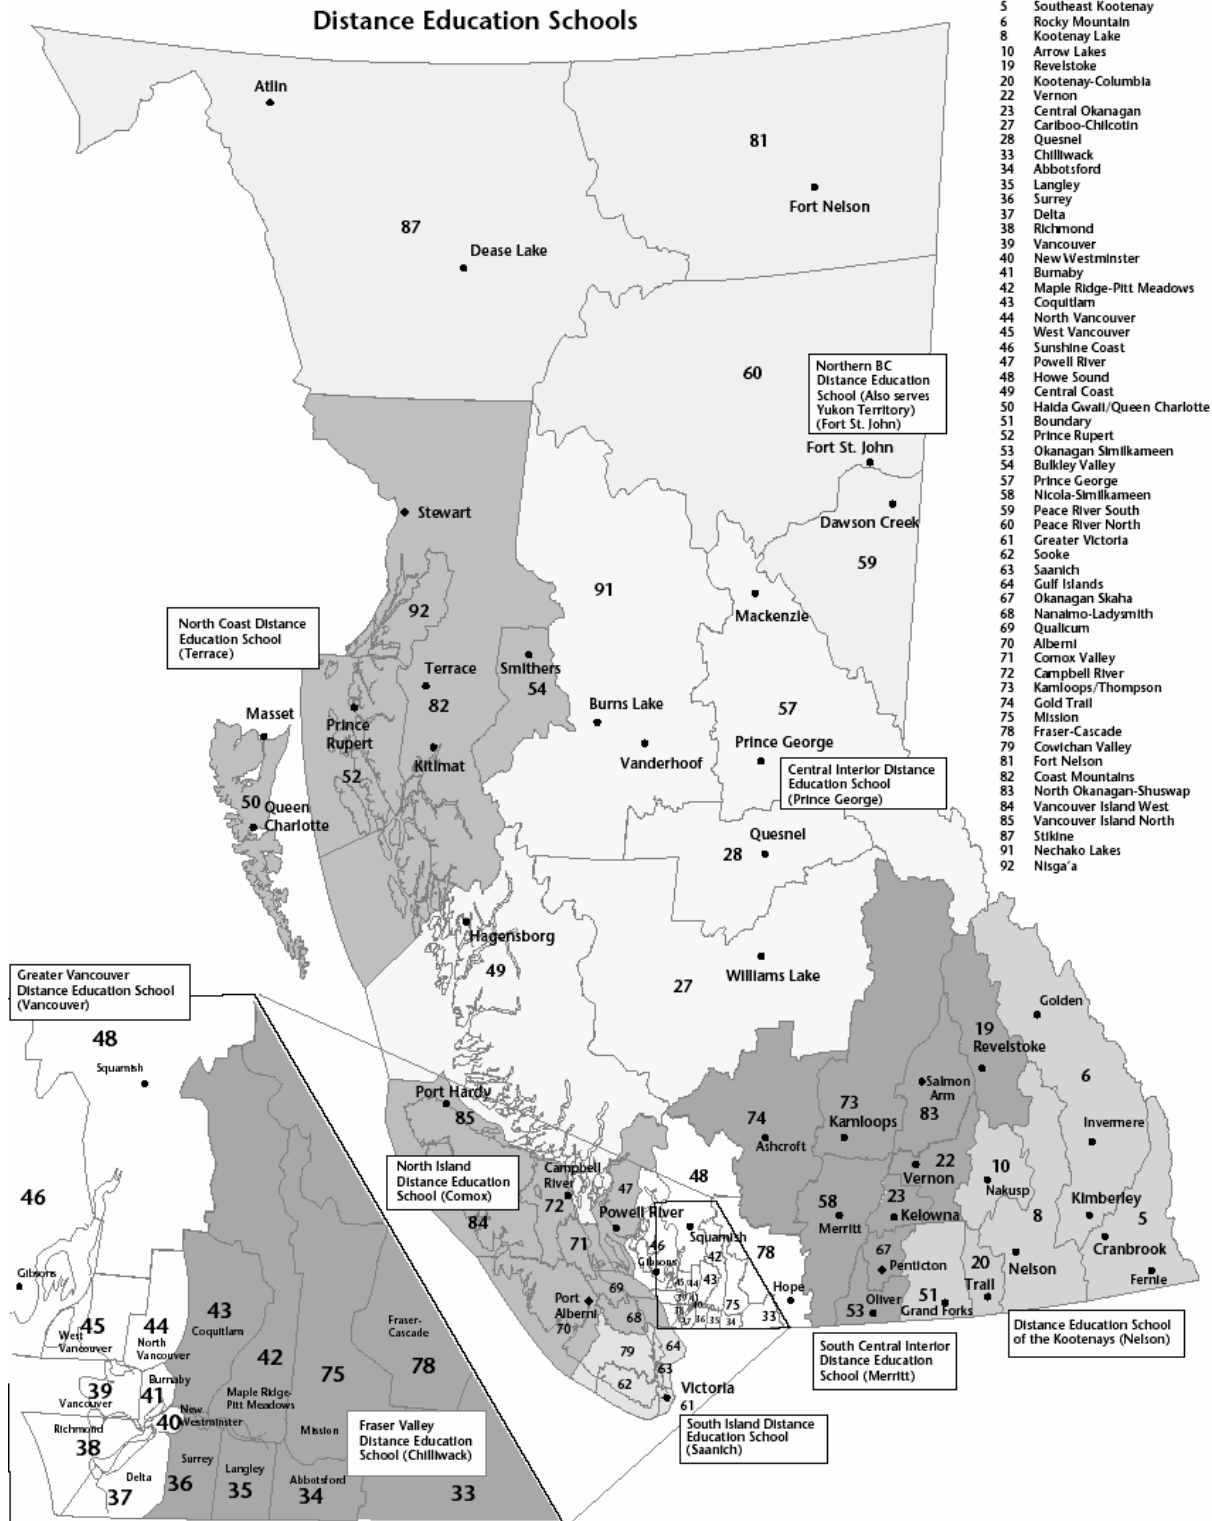 Distance Education Schools
5 Southeast Kootenay
6 Rocky Mountain
8 Kootenay Lake
10 Arrow Lakes
19 Revelstoke
20 Kootenay-Columbia
22 Vernon
23 Central Okanagan
27 Cariboo-Chilcotin
28 Quesnel
33 Chilliwack
34 Abbotsford
35 Langley
36 Surrey
37 Delta
38 Richmond
39 Vancouver
40 New Westminster
41 Burnaby
42 Maple Ridge-Pitt Meadows
43 Coquitlam
44 North Vancouver
45 West Vancouver
46 Sunshine Coast
47 Powell River
48 Howe Sound
49 Central Coast
50 Haida Gwaii/Queen Charlotte
51 Boundary
52 Prince Rupert
53 Okanagan Similkameen
54 Bulkley Valley
57 Prince George
58 Nicola-Similkameen
59 Peace River South
60 Peace River North
61 Greater Victoria
62 Sooke
63 Saanich
64 Gulf Islands
67 Okanagan Skaha
68 Nanaimo-Ladysmith
69 Qualicum
70 Alberni
71 Comox Valley
72 Campbell River
73 Kamloops/Thompson
74 Gold Trail
75 Mission
78 Fraser-Cascade
79 Cowichan Valley
81 Fort Nelson
82 Coast Mountains
83 North Okanagan-Shuswap
84 Vancouver Island West
85 Vancouver Island North
87 Stikine
91 Nechako Lakes
92 Nisga'a
Atlin
81
Fort Nelson
87
Dease Lake
60
Northern BC
Distance Education
School (Also serves
Yukon Territory)
(Fort St. John)
Fort St. John
Stewart
Dawson Creek
59
91
Mackenzie
92
North Coast Distance
Education School
(Terrace)
Terrace
82
Smithers
54
Masset
Prince
Rupert
Kitimat
52
Burns Lake
Vanderhoof
57
Prince George
Central Interior Distance
Education School
(Prince George)
50
Queen
Charlotte
Quesnel
28
Hagensborg
49
Williams Lake
27
Golden
19
Revelstoke
6
Greater Vancouver
Distance Education School
(Vancouver)
48
Squamish
Port Hardy
85
Salmon
Arm
83
73
Kamloops
74
Ashcroft
Invermere
North Island
Distance Education
School (Comox)
Campbell
River
72
47
48
22
Vernon
10
Nakusp
46
84
Powell River
58
Merritt
23
Kelowna
8
Kimberley
5
Cranbrook
71
Squamish
46
Gibsons
42
78
67
Penticton
20
Trail
Nelson
Fernie
Gibsons
69
45
44
43
39
41
40
38
37
36
35
34
75
33
Hope
Port
Alberni
70
68
Oliver
53
51
Grand Forks
Distance Education School
of the Kootenays (Nelson)
45
West
Vancouver
44
North
Vancouver
43
Coquitlam
Fraser-
Cascade
64
79
63
62
Victoria
61
South Central Interior
Distance Education
School (Merritt)
42
75
78
39
Vancouver
Burnaby
41
Maple Ridge-
Pitt Meadows
New
Westminster
40
Richmond
38
Mission
Fraser Valley
Distance Education
School (Chilliwack)
South Island Distance
Education School
(Saanich)
Delta
37
Surrey
36
Langley
35
Abbotsford
34
33